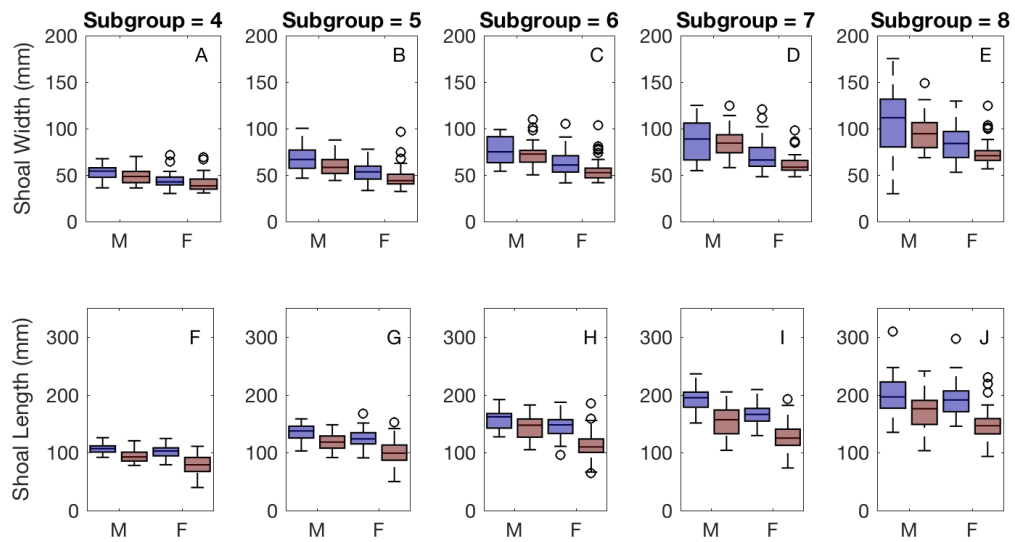 Subgroup = 4 Subgroup = 5 Subgroup = 6 Subgroup = 7 Subgroup = 8
Shoal Width (mm)
200 200 200 200 200
A B C D E
150 150 150 150 150
100 100 100 100 100
50 50 50 50 50
0 0 0 0 0
M F M F M F M F M F
Shoal Length (mm)
300 300 300 300 300
F G H I J
200 200 200 200 200
100 100 100 100 100
0 0 0 0 0
M F M F M F M F M F